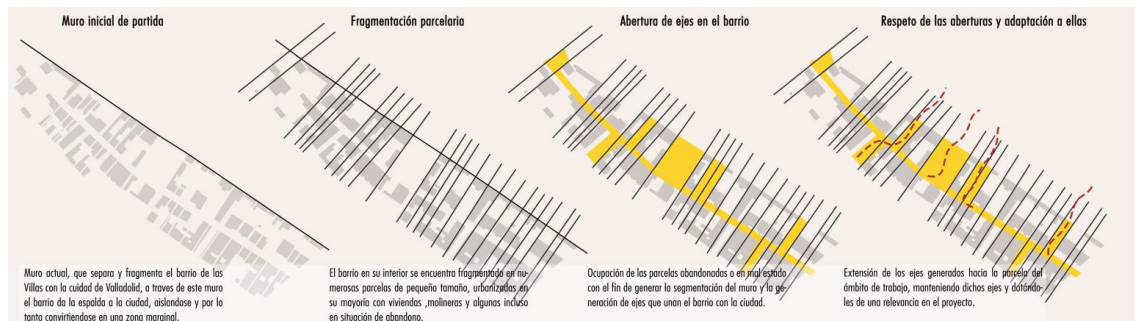 Muro inicial de partida
Fragmentación parcelaria
Abertura de ejes en el barrio
Respeto de las aberturas y adaptación a ellas
Muro actual, que separa y fragmenta el barrio de las
Villas con la cuidad de Valladolid, a traves de este muro
el barrio da la espalda a la ciudad, aislandose y por lo
tanto convirtiendose en una zona marginal.
El barrio en su interior se encuentra fragmentado en nu-
merosas parcelas de pequeño tamaño, urbanizadas en
su mayoría con viviendas ,molineras y algunas incluso
en situación de abandono.
Ocupación de las parcelas abandonadas o en mal estado
con el fin de generar la segmentación del muro y la ge-
neración de ejes que unan el barrio con la ciudad.
Extensión de los ejes generados hacia la parcela del
ámbito de trabajo, manteniendo dichos ejes y dotándo-
les de una relevancia en el proyecto.